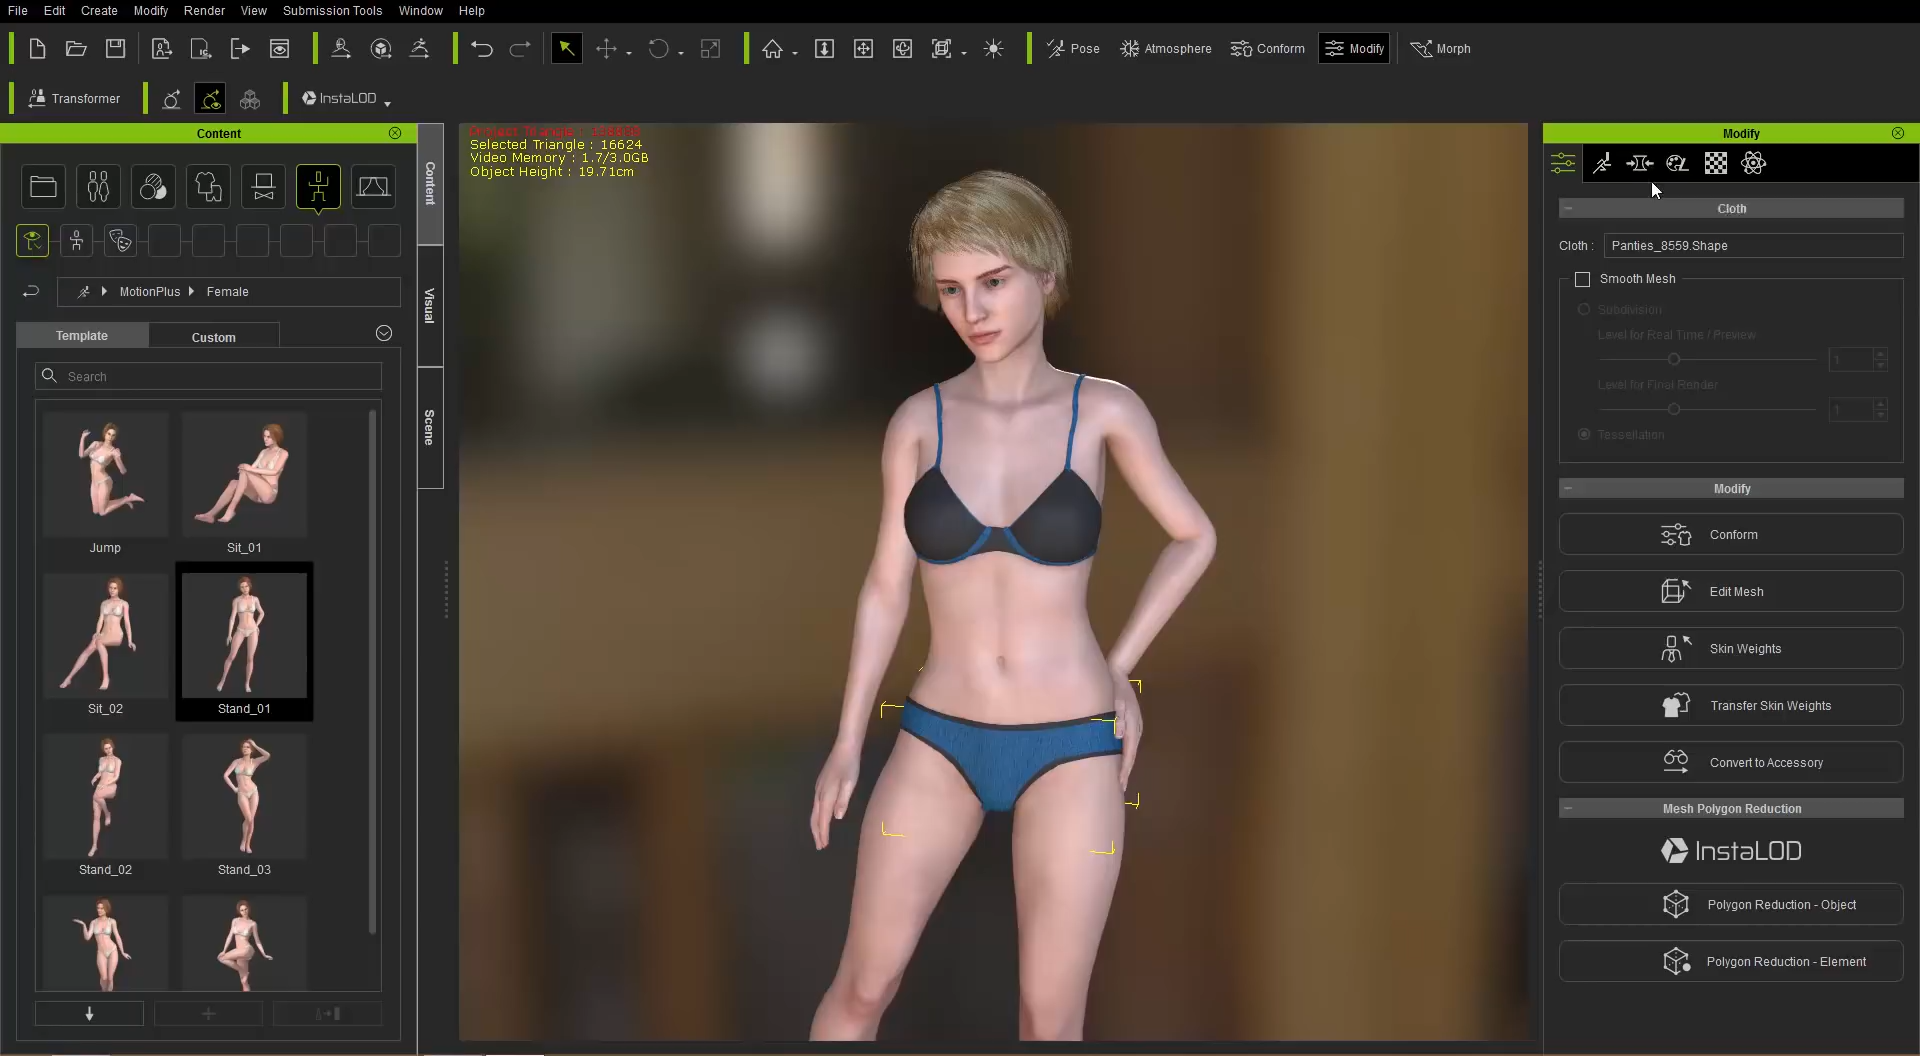 File Edit Create Modify Render View Submission Tools Window Help
Pose Atmosphere Conform Modify Morph
Transformer InstaLOD
Content
Content
Visual
Scene
MotionPlus Female
Template Custom
Search
Jump Sit_01
Sit_02 Stand_01
Stand_02 Stand_03
Project Triangle :
Selected Triangle : 16624
Video Memory : 1.7/3.0GB
Object Height : 19.71cm
Modify
Cloth
Cloth : Panties_8559.Shape
Smooth Mesh
Subdivision
Level for Real Time / Preview
1
Level for Final Render
1
Tessellation
Modify
Conform
Edit Mesh
Skin Weights
Transfer Skin Weights
Convert to Accessory
Mesh Polygon Reduction
InstaLOD
Polygon Reduction - Object
Polygon Reduction - Element